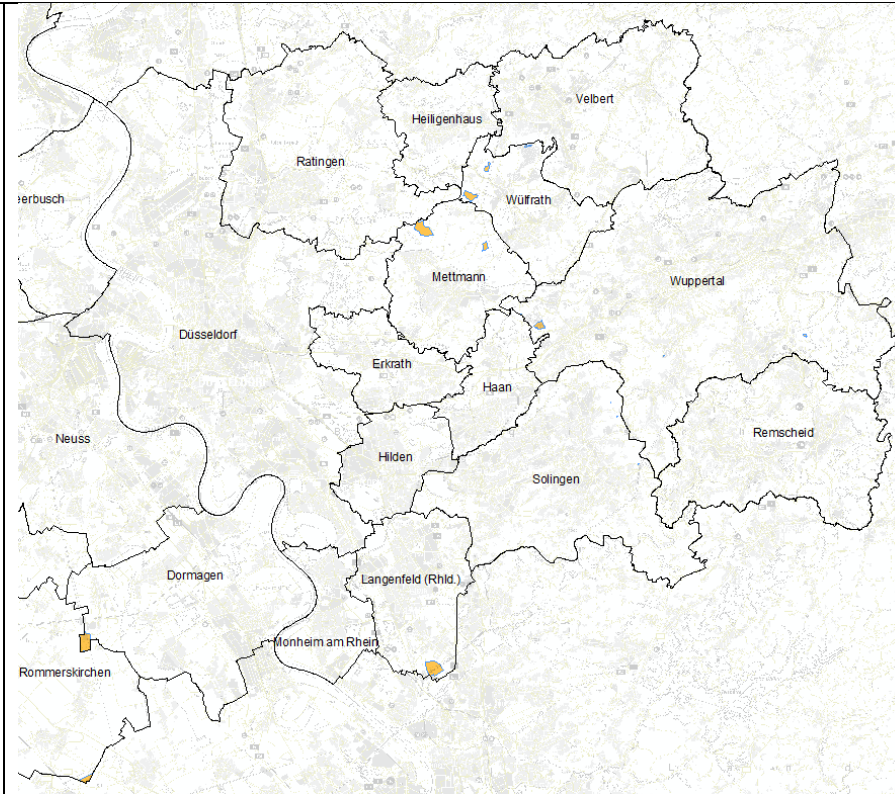 Velbert
Heiligenhaus
Ratingen
eerbusch
Wülfrath
Mettmann
Wuppertal
Düsseldorf
Erkrath
Haan
Remscheid
Neuss
Hilden
Solingen
Dormagen
Langenfeld (Rhld.)
Monheim am Rhein
Rommerskirchen